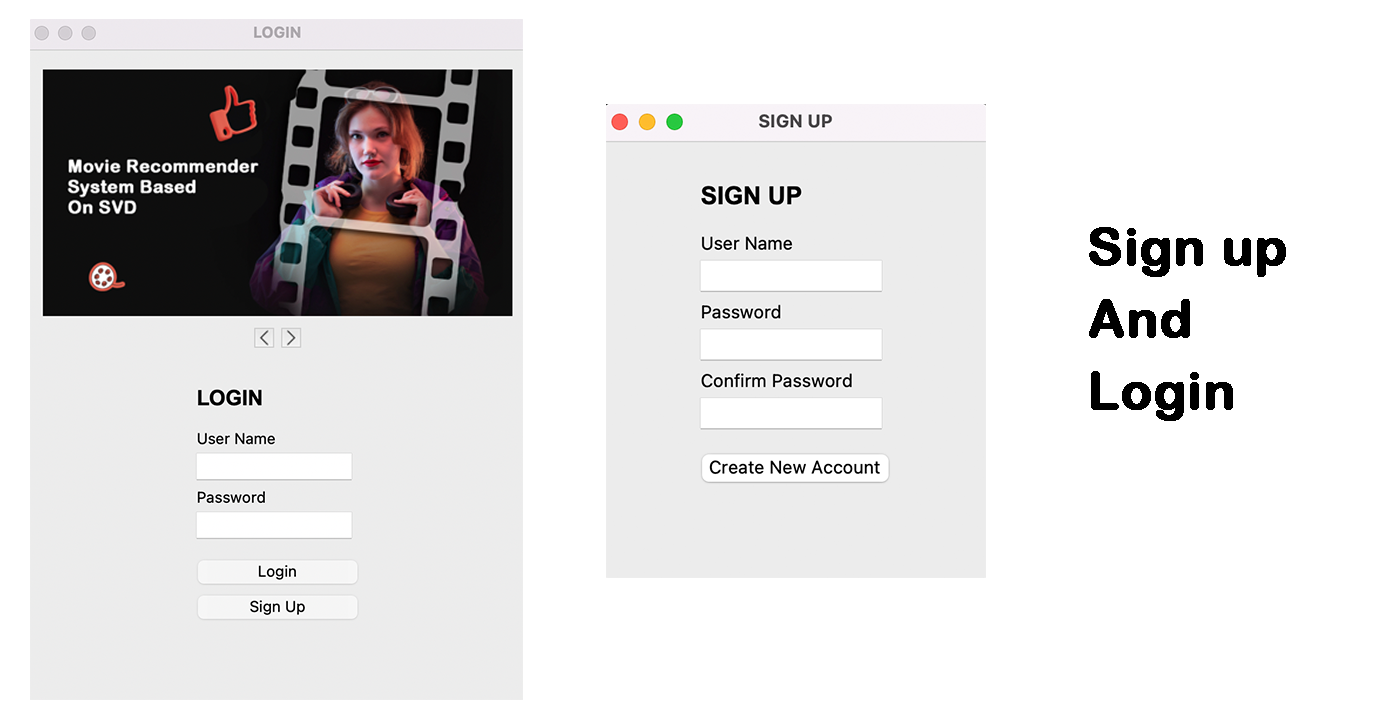 LOGIN
Movie Recommender
System Based
On SVD
LOGIN
User Name
Password
Login
Sign Up
SIGN UP
SIGN UP
User Name
Password
Confirm Password
Create New Account
Sign up
And
Login